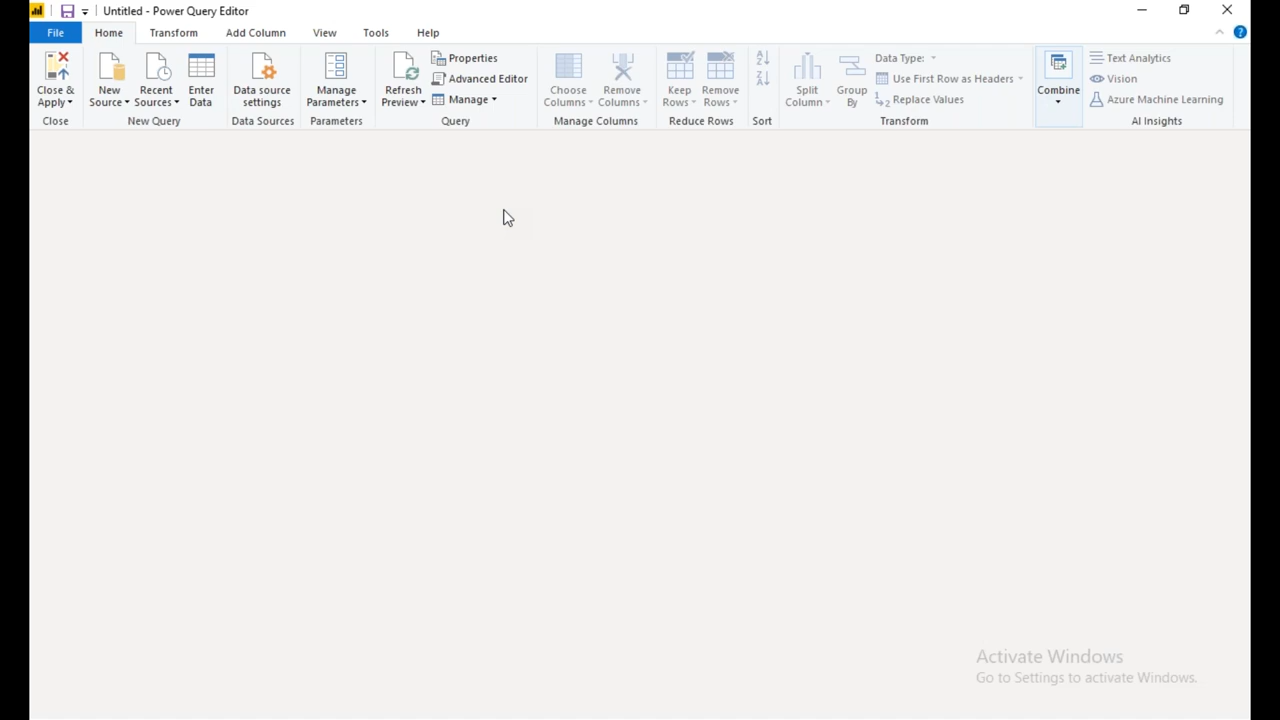 Untitled - Power Query Editor
File Home Transform Add Column View Tools Help
Close & Apply
New Source
Recent Sources
Enter Data
Data source settings
Manage Parameters
Refresh Preview
Properties
Advanced Editor
Manage
Choose Columns
Remove Columns
Keep Rows
Remove Rows
Split Column
Group By
Data Type:
Use First Row as Headers
Replace Values
Combine
Text Analytics
Vision
Azure Machine Learning
Close New Query Data Sources Parameters Query Manage Columns Reduce Rows Sort Transform AI Insights
Activate Windows
Go to Settings to activate Windows.